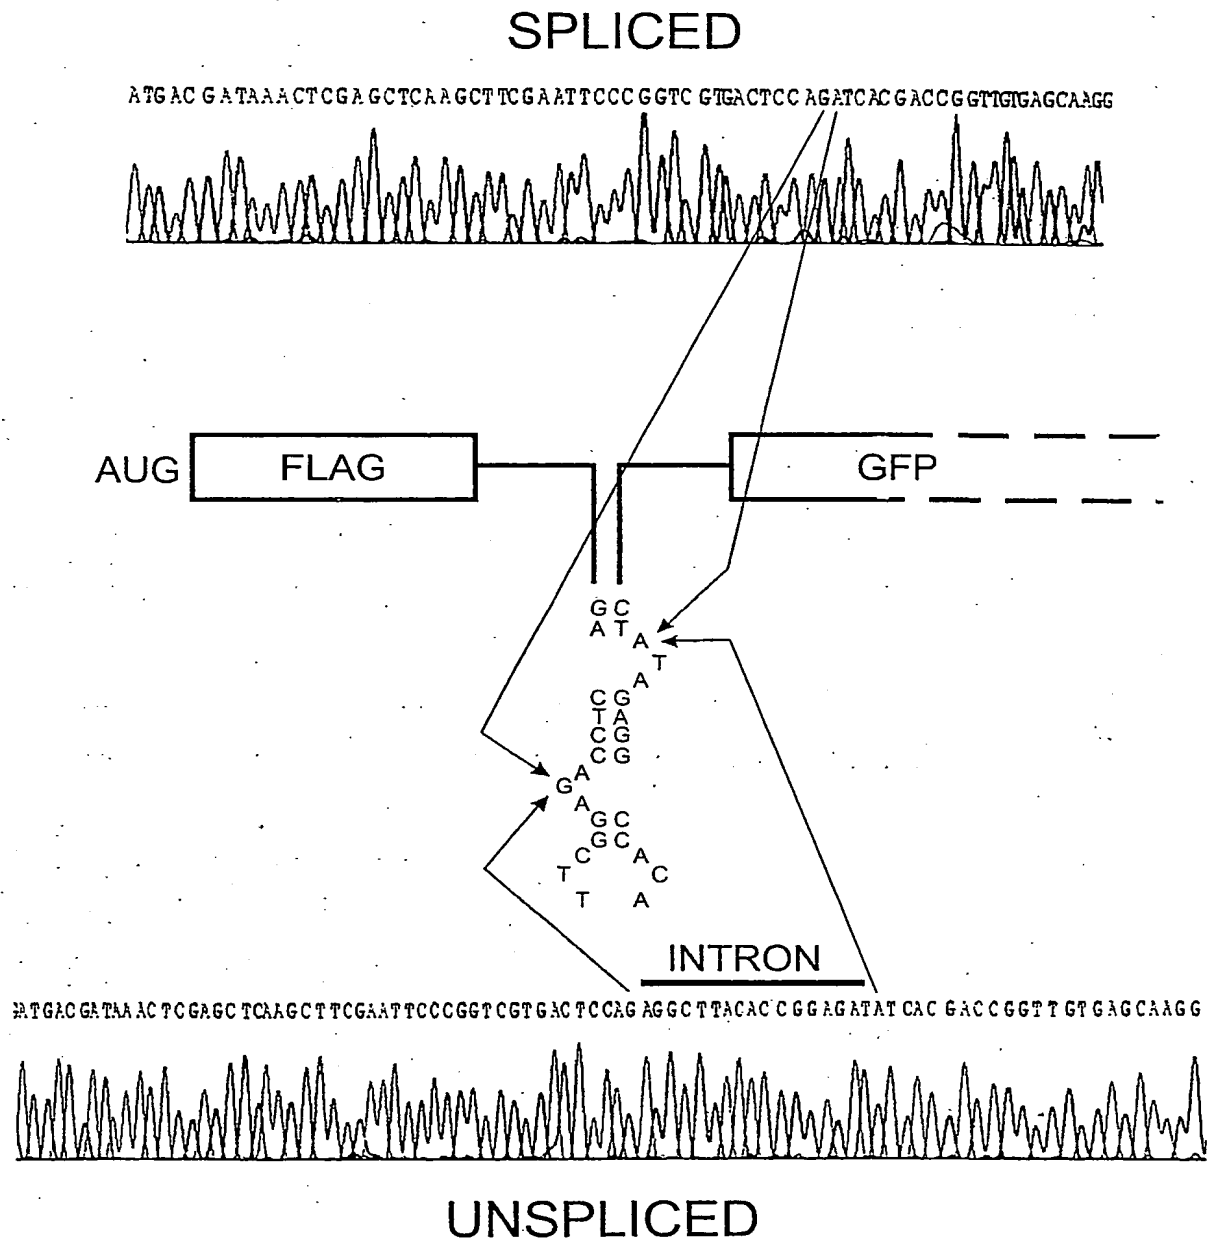 SPLICED
ATGACGATAAACTCGAGCTCAAGCTTCGAATTCCCGGTCGTGACTCCAGATCACGACCGGTTGTGAGCAAGG
AUG
FLAG
GFP
G C
A T
A
T
A
C G
T A
C G
C G
A
G
A
G C
G C
C A
T C
T A
INTRON
ATGACGATAAACTCGAGCTCAAGCTTCGAATTCCCGGTCGTGACTCCAGAGGCTTACACCGGAGATATCACGACCGGTTGTGAGCAAGG
UNSPLICED